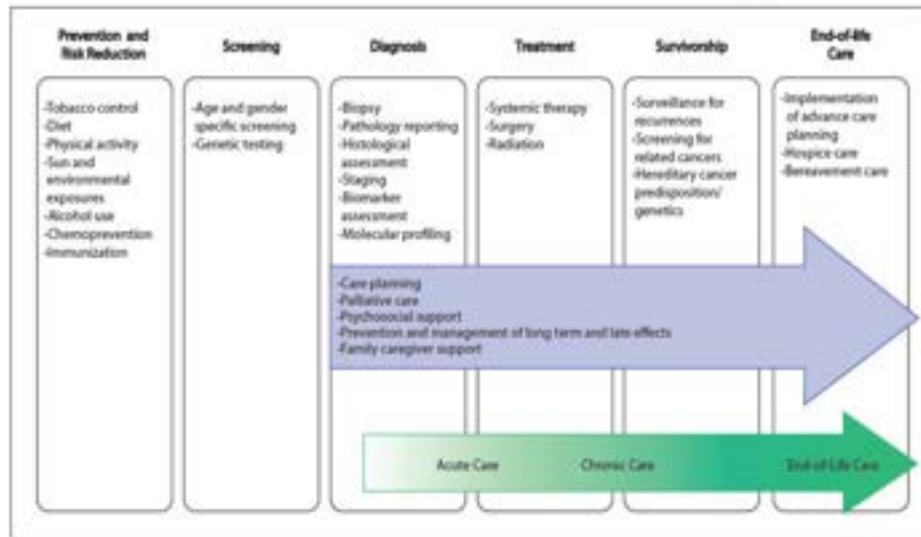 Prevention and
Risk Reduction
Screening
Diagnosis
Treatment
Survivorship
End-of-life
Care
-Tobacco control
-Diet
-Physical activity
-Sun and
environmental
exposures
-Alcohol use
-Chemoprevention
-Immunization
-Age and gender
specific screening
-Genetic testing
-Biopsy
-Pathology reporting
-Histological
assessment
-Staging
-Biomarker
assessment
-Molecular profiling
-Systemic therapy
-Surgery
-Radiation
-Surveillance for
recurrences
-Screening for
related cancers
-Hereditary cancer
predisposition/
genetics
-Implementation
of advance care
planning
-Hospice care
-Bereavement care
-Care planning
-Palliative care
-Psychosocial support
-Prevention and management of long term and late effects
-Family caregiver support
Acute Care
Chronic Care
End-of-Life Care